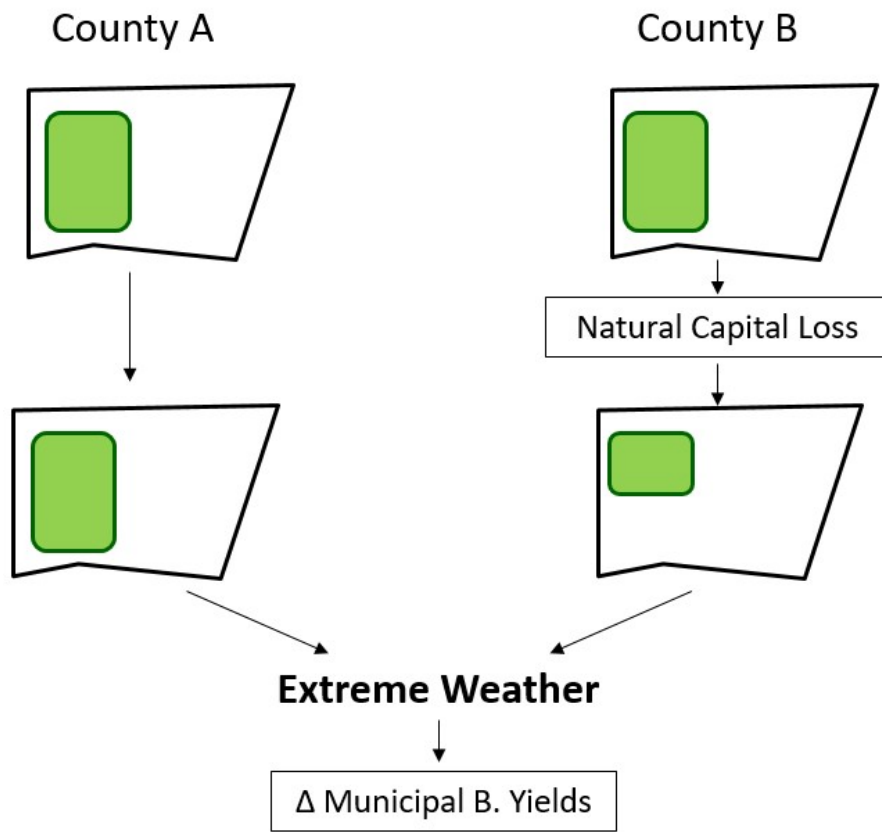 County A
County B
Natural Capital Loss
Extreme Weather
Δ Municipal B. Yields